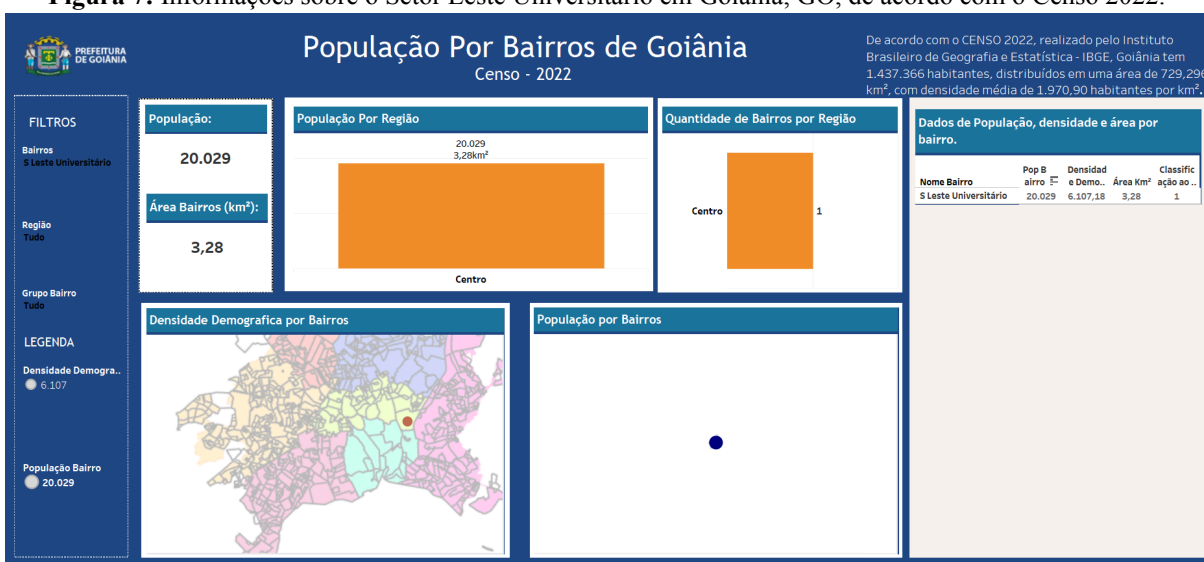 Figura 7: Informações sobre o Setor Leste Universitário em Goiânia, GO, de acordo com o Censo 2022.
PREFEITURA
DE GOIÂNIA
População Por Bairros de Goiânia
Censo - 2022
De acordo com o CENSO 2022, realizado pelo Instituto
Brasileiro de Geografia e Estatística - IBGE, Goiânia tem
1.437.366 habitantes, distribuídos em uma área de 729,296
km², com densidade média de 1.970,90 habitantes por km².
FILTROS
Bairros
S Leste Universitário
Região
Tudo
Grupo Bairro
Tudo
LEGENDA
Densidade Demogra..
6.107
População Bairro
20.029
População:
20.029
Área Bairros (km²):
3,28
População Por Região
20.029
3,28km²
Centro
Quantidade de Bairros por Região
Centro
1
Dados de População, densidade e área por
bairro.
Nome Bairro
Pop B
airro
Densidad
e Demo..
Área Km²
Classific
ação ao ..
S Leste Universitário 20.029 6.107,18 3,28 1
Densidade Demografica por Bairros
População por Bairros